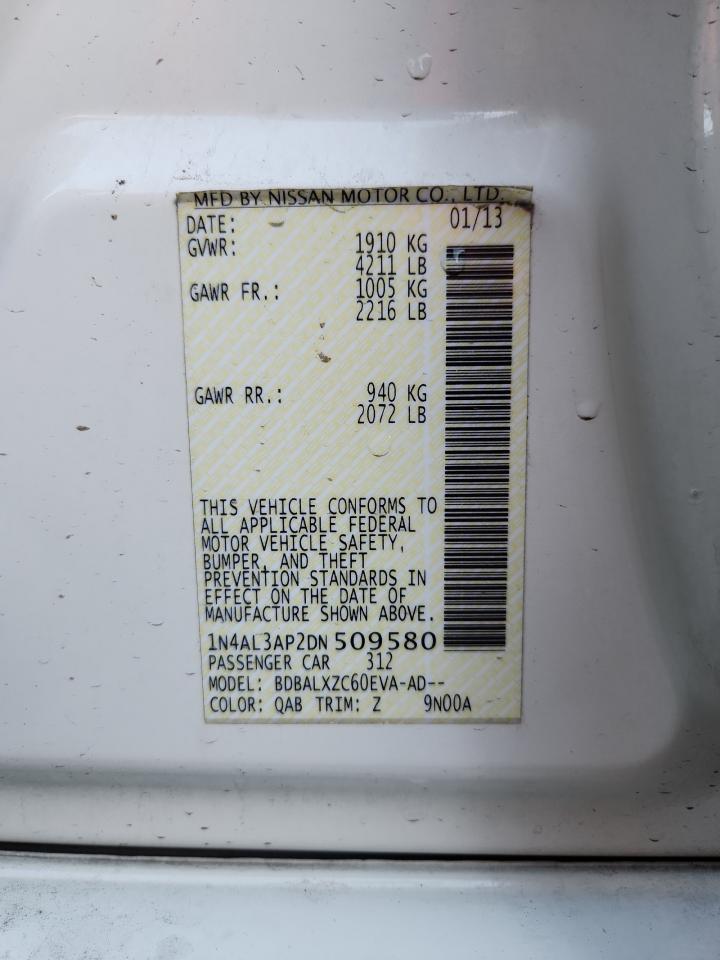 MFD BY NISSAN MOTOR CO., LTD.
DATE: 01/13
GVWR: 1910 KG
4211 LB
GAWR FR.: 1005 KG
2216 LB
GAWR RR.: 940 KG
2072 LB
THIS VEHICLE CONFORMS TO
ALL APPLICABLE FEDERAL
MOTOR VEHICLE SAFETY,
BUMPER, AND THEFT
PREVENTION STANDARDS IN
EFFECT ON THE DATE OF
MANUFACTURE SHOWN ABOVE.
1N4AL3AP2DN509580
PASSENGER CAR 312
MODEL: BDBALXZC60EVA-AD--
COLOR: QAB TRIM: Z 9N00A